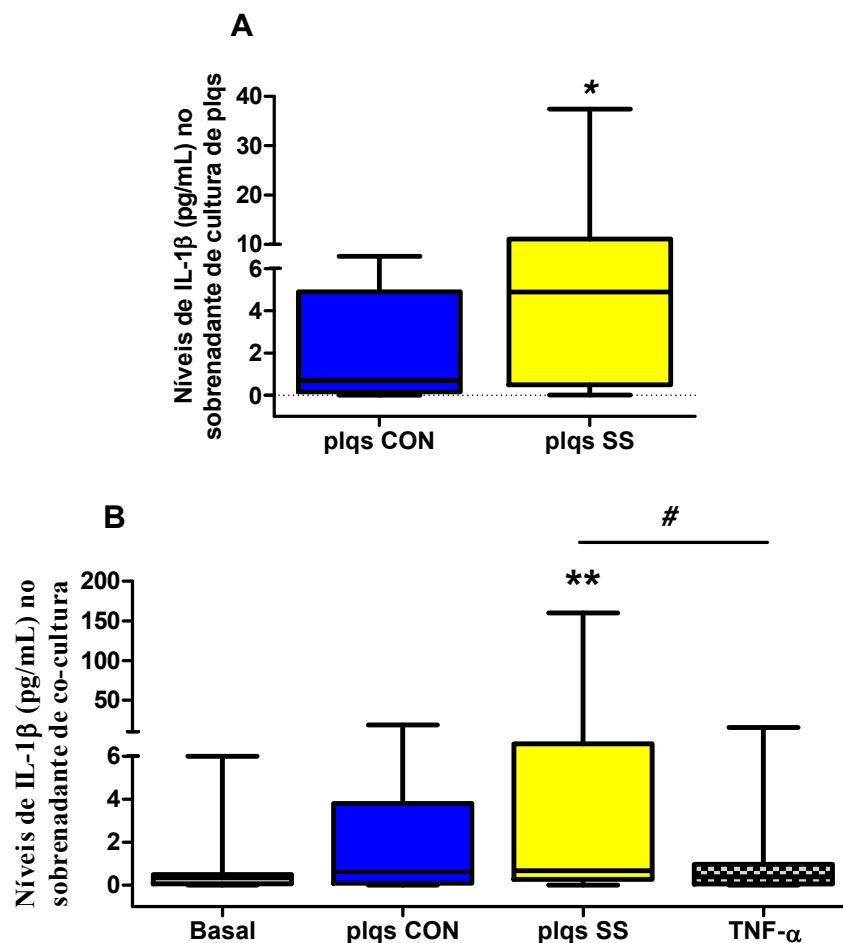 A
Níveis de IL-1β (pg/mL) no
sobrenadante de cultura de plqs
40
30
20
10
6
4
2
0
*
plqs CON plqs SS
B
Níveis de IL-1β (pg/mL) no
sobrenadante de co-cultura
200
150
100
50
6
4
2
0
#
**
Basal plqs CON plqs SS TNF-α